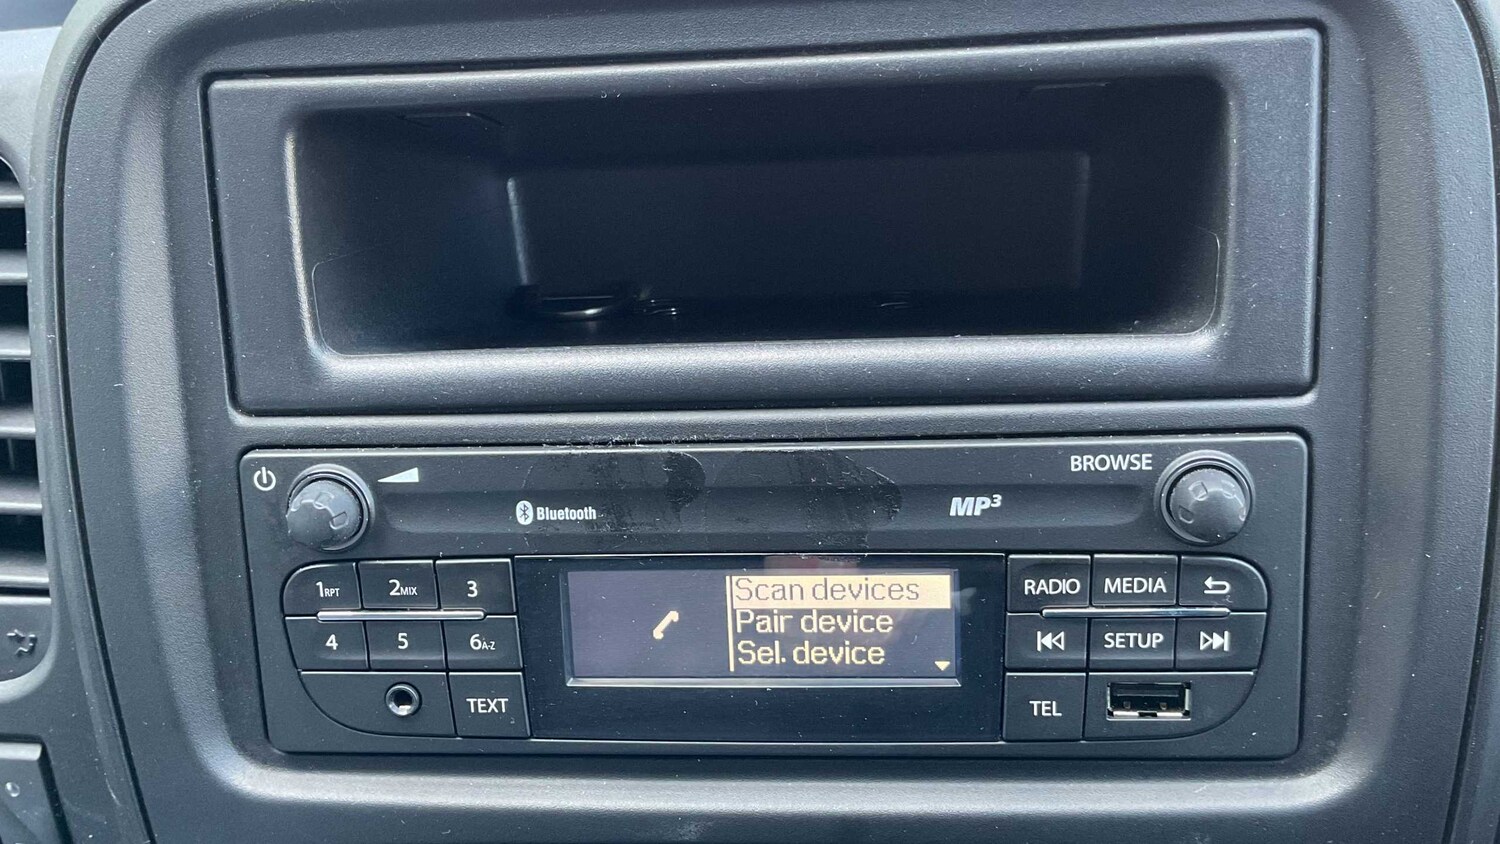 BROWSE
Bluetooth
MP3
1RPT
2MIX
3
Scan devices
RADIO
MEDIA
4
5
6A-Z
Pair device
SETUP
Sel. device
TEXT
TEL